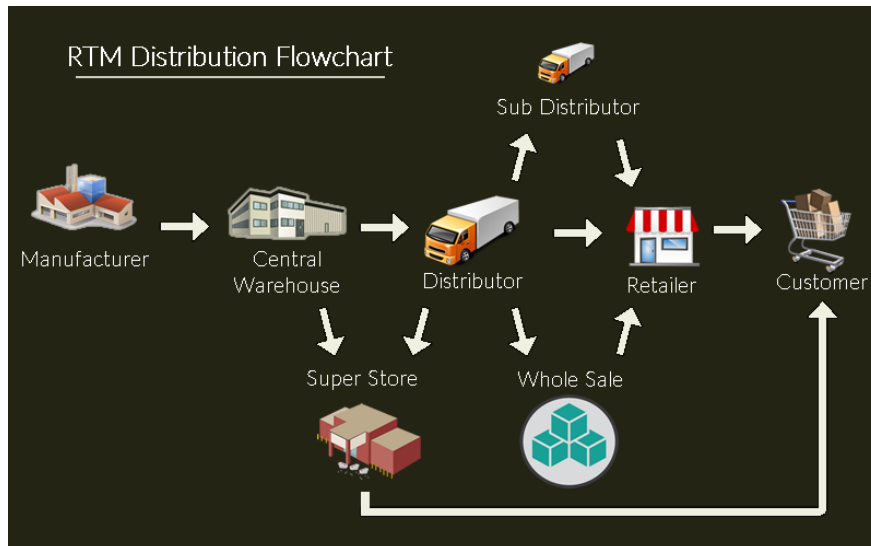 RTM Distribution Flowchart
Sub Distributor
Manufacturer
Central
Warehouse
Distributor
Retailer
Customer
Super Store
Whole Sale